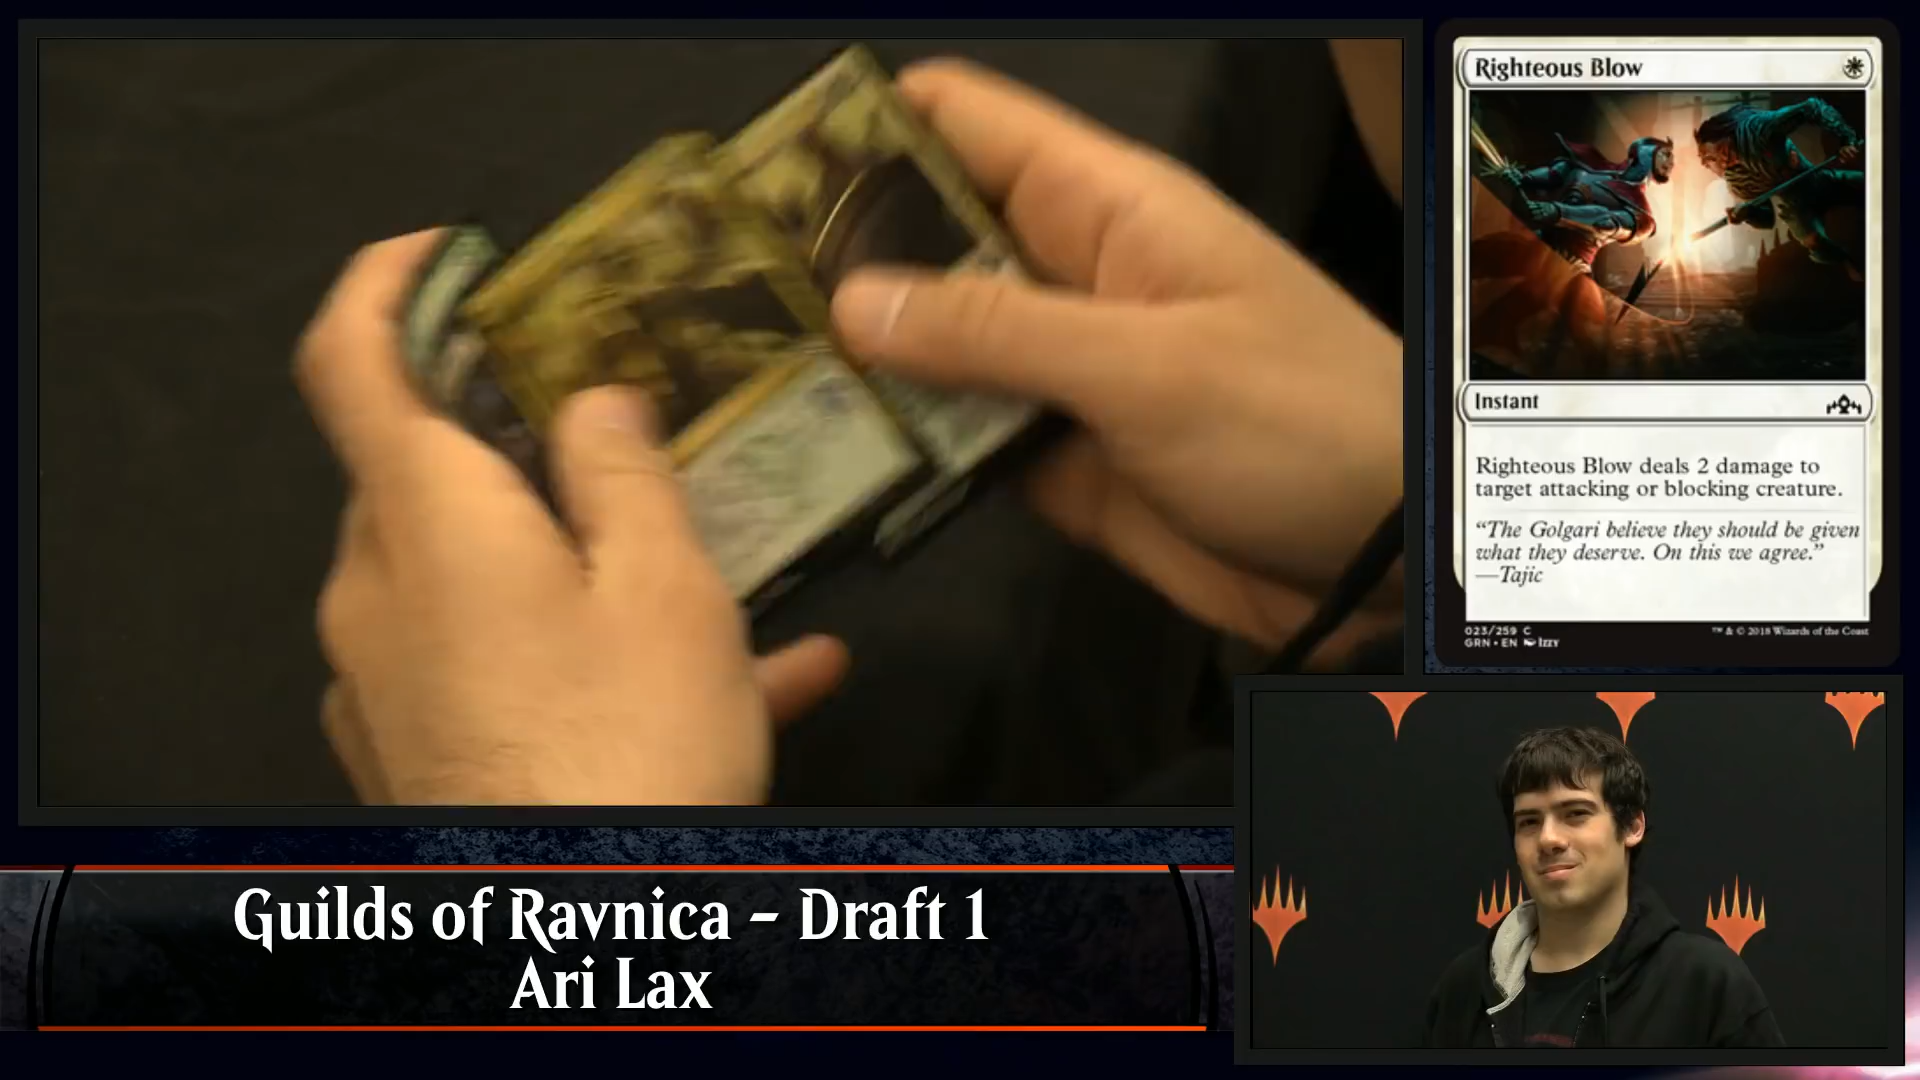 Righteous Blow
Instant
Righteous Blow deals 2 damage to
target attacking or blocking creature.
“The Golgari believe they should be given
what they deserve. On this we agree.”
—Tajic
023/259 C
GRN • EN Izzy
™ & © 2018 Wizards of the Coast
Guilds of Ravnica – Draft 1
Ari Lax